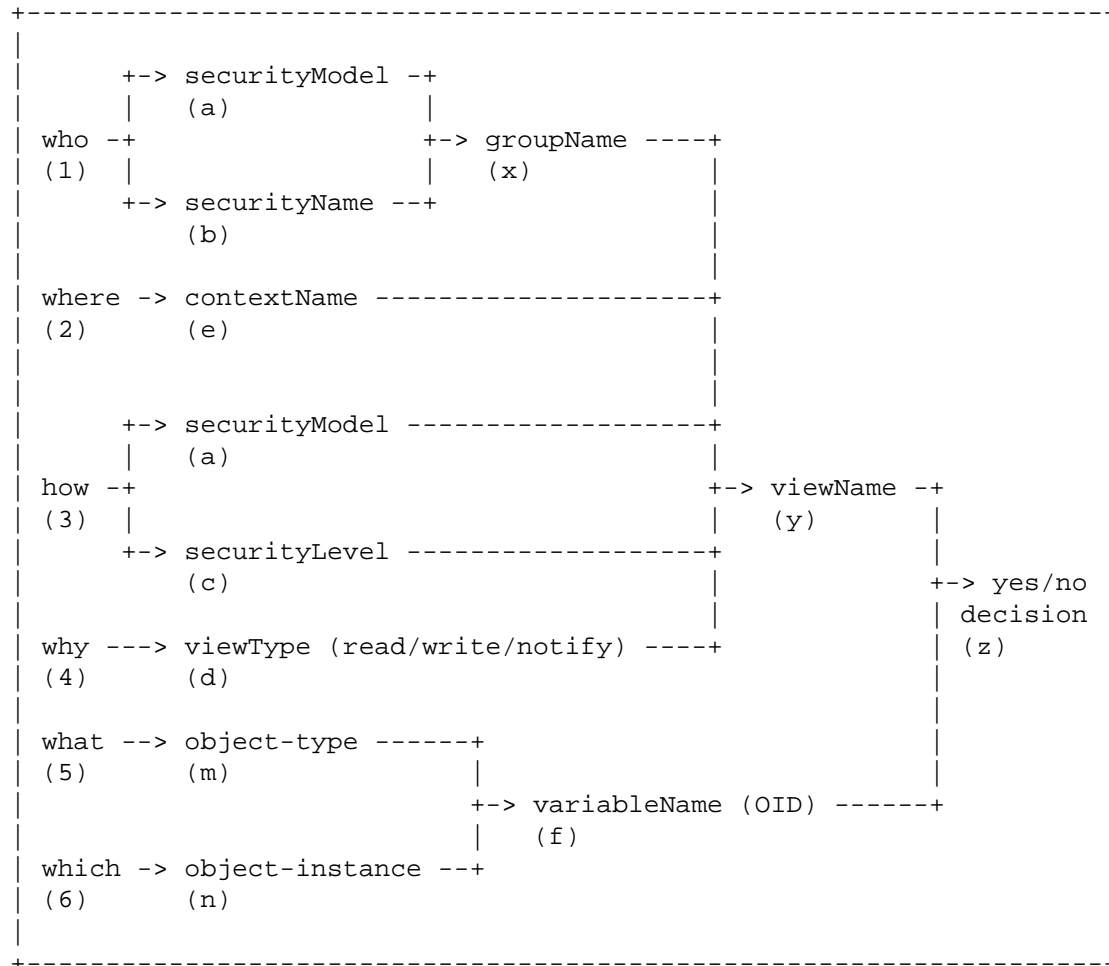 +--------------------------------------------------------------------
|
|      +-> securityModel -+
|      |   (a)            |
| who -+                  +-> groupName ----+
| (1)  |                  |   (x)           |
|      +-> securityName --+                 |
|          (b)                              |
|                                           |
| where -> contextName ---------------------+
| (2)      (e)                              |
|                                           |
|                                           |
|      +-> securityModel -------------------+
|      |   (a)                              |
| how -+                                    +-> viewName -+
| (3)  |                                    |   (y)       |
|      +-> securityLevel -------------------+             |
|          (c)                              |             +-> yes/no
|                                           |             | decision
| why ---> viewType (read/write/notify) ----+             | (z)
| (4)      (d)                                            |
|                                                         |
| what --> object-type ------+                            |
| (5)      (m)               |                            |
|                            +-> variableName (OID) ------+
|                            |   (f)
| which -> object-instance --+
| (6)      (n)
|
+--------------------------------------------------------------------